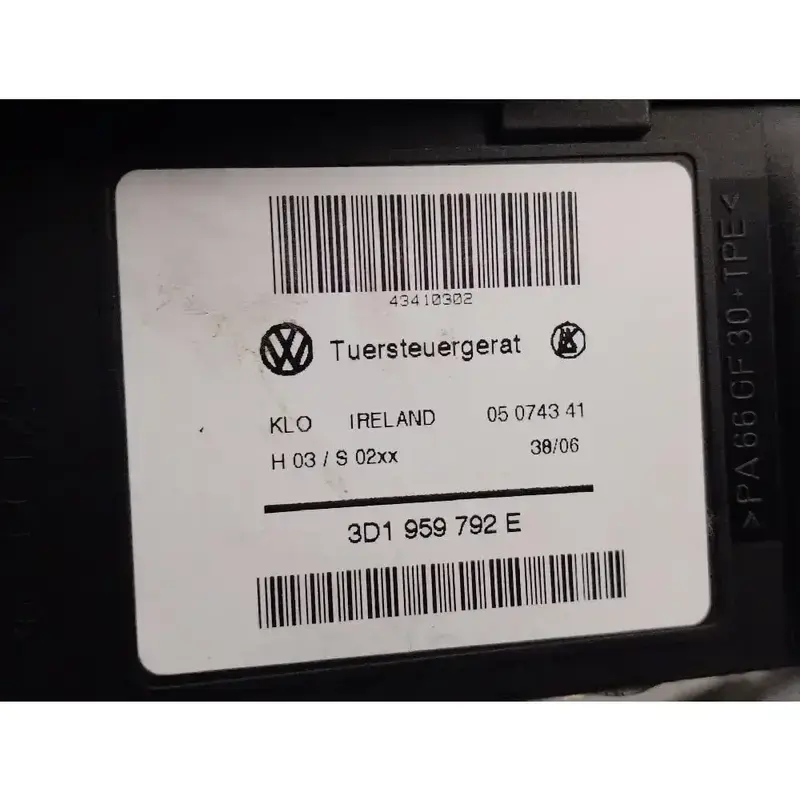 43410302
Tuersteuergerat
KLO IRELAND 05 0743 41
H 03 / S 02xx 38/06
3D1 959 792 E
>PA 66 GF 30+TPE<